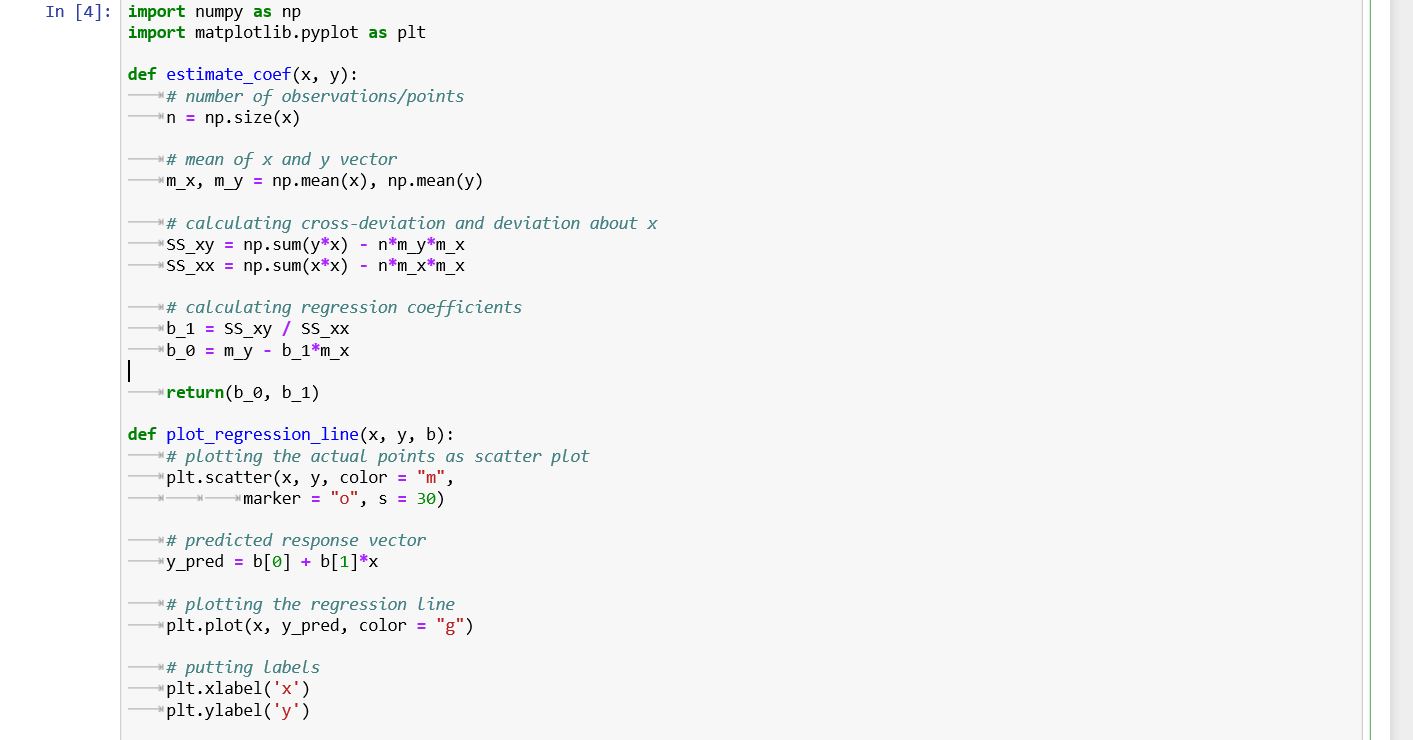 In [4]:
import numpy as np
import matplotlib.pyplot as plt
def estimate_coef(x, y):
# number of observations/points
n = np.size(x)
# mean of x and y vector
m_x, m_y = np.mean(x), np.mean(y)
# calculating cross-deviation and deviation about x
SS_xy = np.sum(y*x) - n*m_y*m_x
SS_xx = np.sum(x*x) - n*m_x*m_x
# calculating regression coefficients
b_1 = SS_xy / SS_xx
b_0 = m_y - b_1*m_x
return(b_0, b_1)
def plot_regression_line(x, y, b):
# plotting the actual points as scatter plot
plt.scatter(x, y, color = "m",
marker = "o", s = 30)
# predicted response vector
y_pred = b[0] + b[1]*x
# plotting the regression line
plt.plot(x, y_pred, color = "g")
# putting labels
plt.xlabel('x')
plt.ylabel('y')